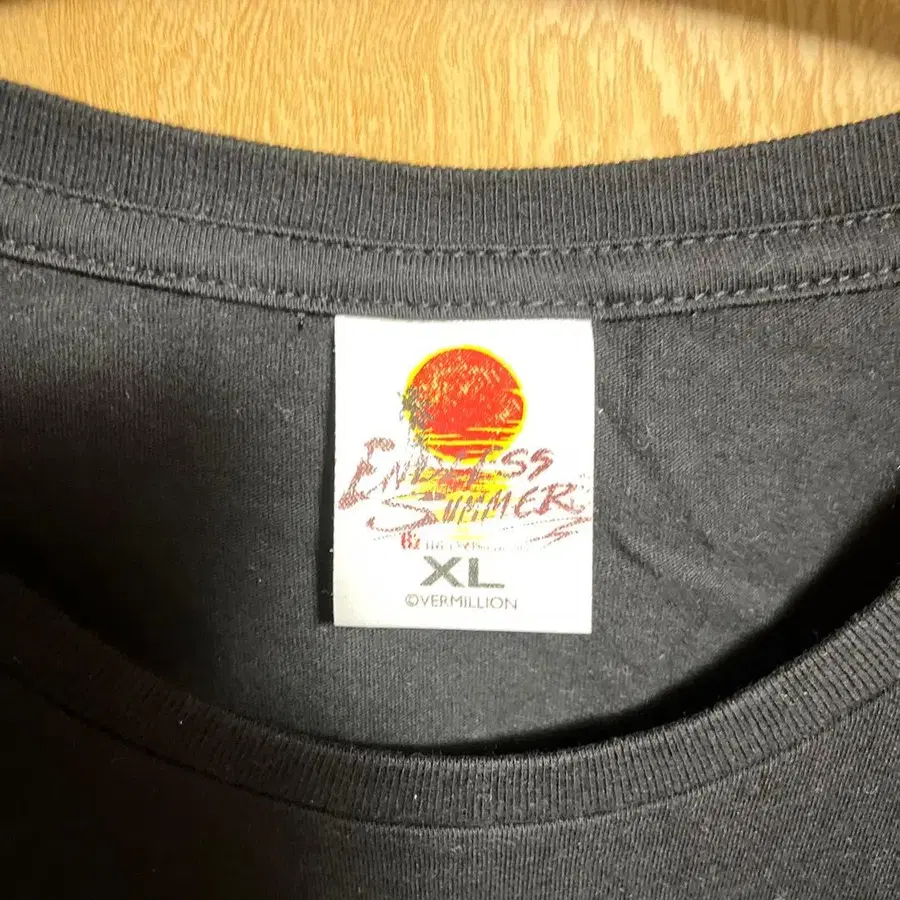 ENDLESS
SUMMER
B'z
XL
©VERMILLION